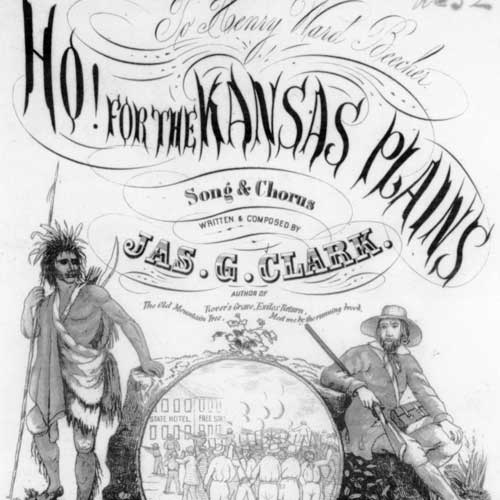 To Henry Ward Beecher.
HO! FOR THE KANSAS PLAINS
Song & Chorus
WRITTEN & COMPOSED BY
JAS. G. CLARK.
AUTHOR OF
The Old Mountain Tree, Rover's Grave, Exiles Return, Meet me by the running brook.
STATE HOTEL FREE